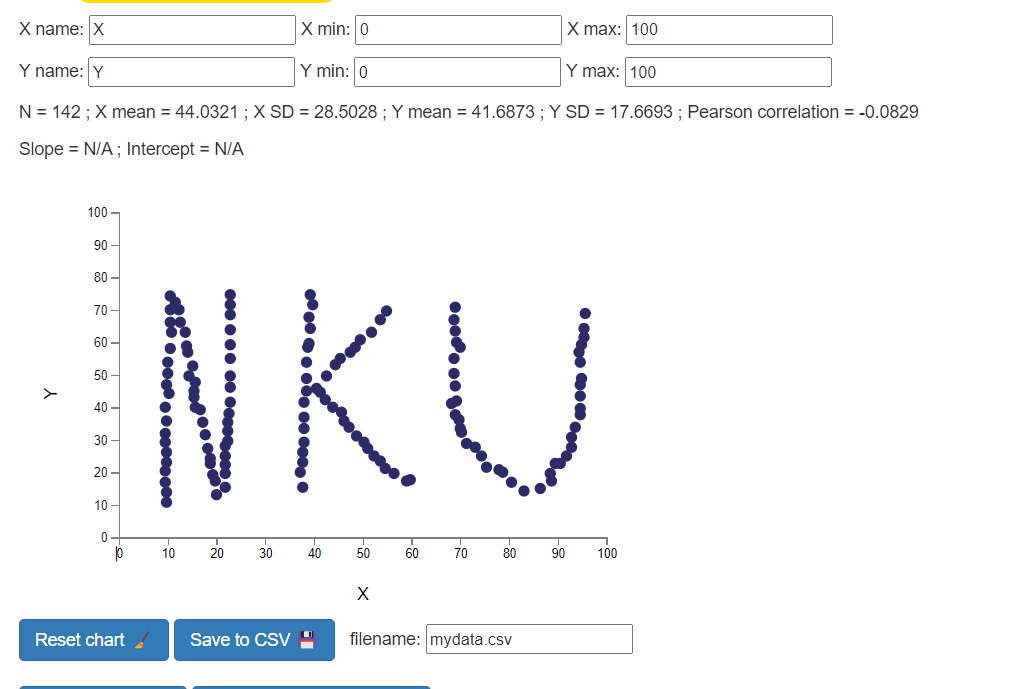 X name: X X min: 0 X max: 100
Y name: Y Y min: 0 Y max: 100
N = 142 ; X mean = 44.0321 ; X SD = 28.5028 ; Y mean = 41.6873 ; Y SD = 17.6693 ; Pearson correlation = -0.0829
Slope = N/A ; Intercept = N/A
100
90
80
70
60
50
40
30
20
10
0
Y
NKU
0 10 20 30 40 50 60 70 80 90 100
X
Reset chart Save to CSV filename: mydata.csv